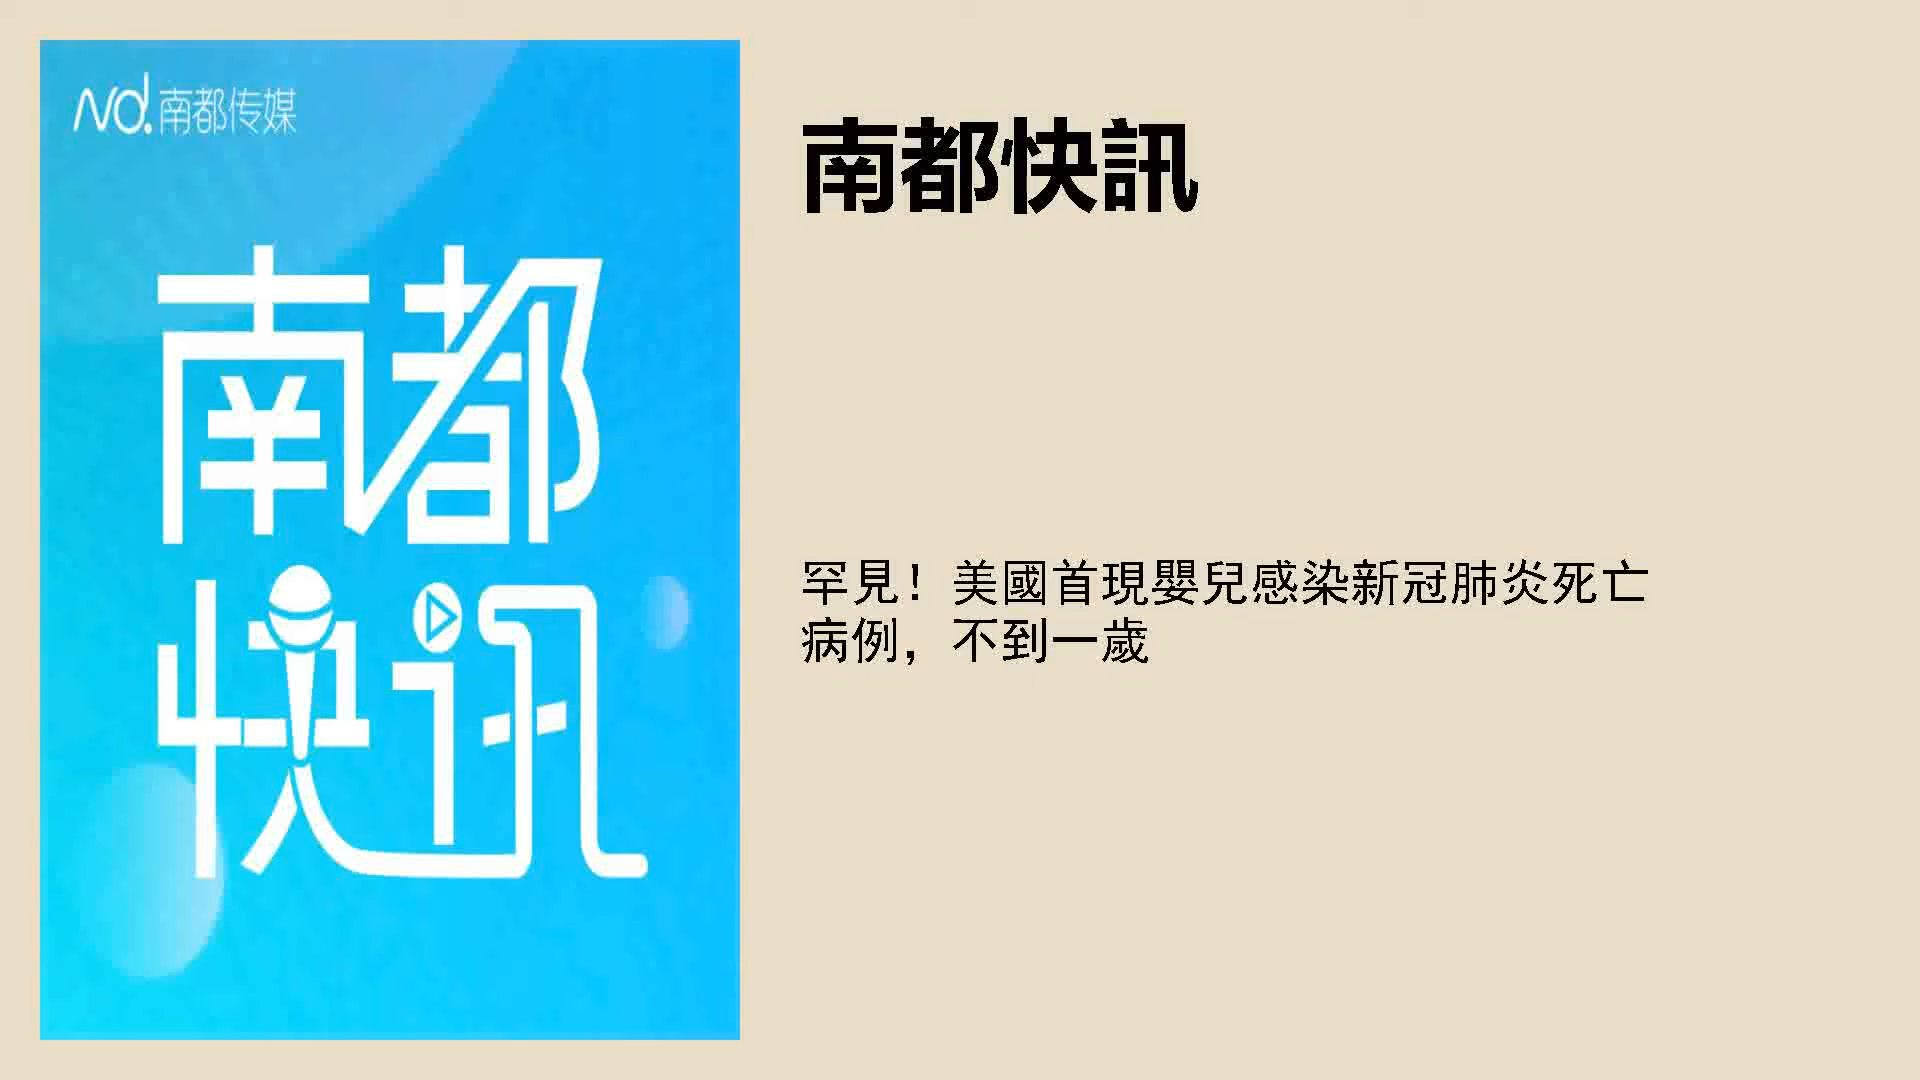 Nd.南都传媒
南都
快讯
南都快訊
罕見！美國首現嬰兒感染新冠肺炎死亡
病例，不到一歲